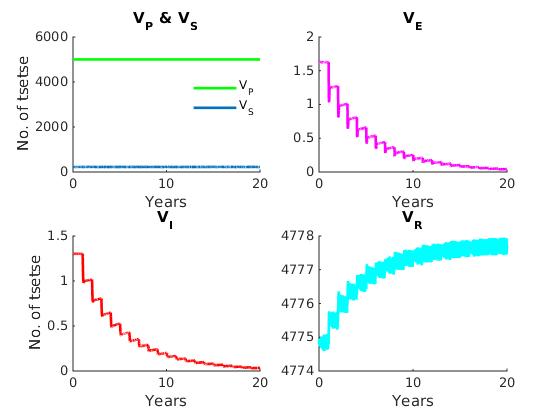 V_P & V_S
No. of tsetse
6000
4000
2000
0
0 10 20
Years
V_P
V_S
V_E
2
1.5
1
0.5
0
0 10 20
Years
V_I
No. of tsetse
1.5
1
0.5
0
0 10 20
Years
V_R
4778
4777
4776
4775
4774
0 10 20
Years